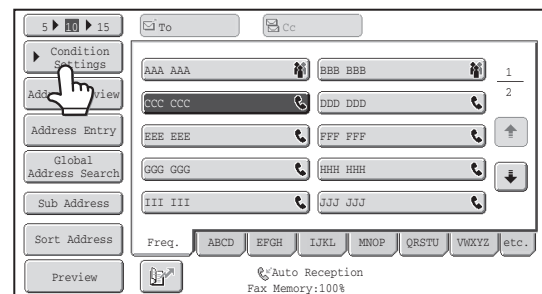 5 10 15
To
Cc
Condition
Settings
AAA AAA
BBB BBB
1
2
CCC CCC
DDD DDD
Address Entry
EEE EEE
FFF FFF
Global
Address Search
GGG GGG
HHH HHH
Sub Address
III III
JJJ JJJ
Sort Address
Freq.
ABCD
EFGH
IJKL
MNOP
QRSTU
VWXYZ
etc.
Preview
Auto Reception
Fax Memory:100%